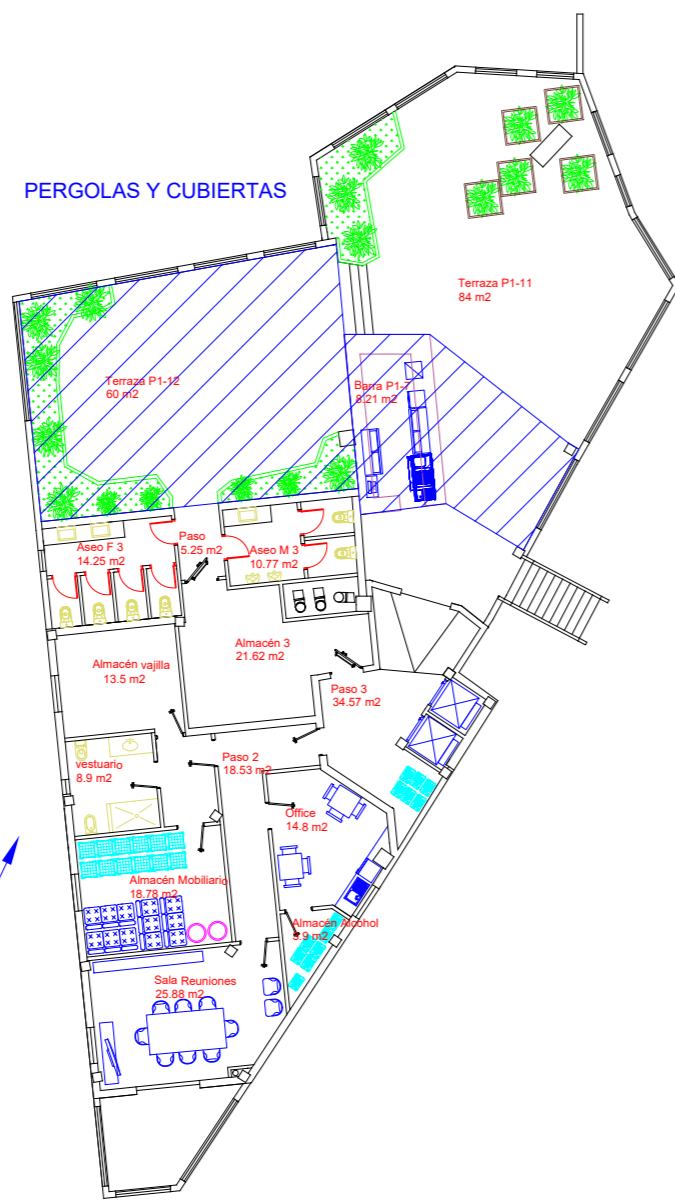 PERGOLAS Y CUBIERTAS
Terraza P1-11
84 m2
Terraza P1-12
60 m2
Barra P1-7
8.21 m2
Aseo F 3
14.25 m2
Paso
5.25 m2
Aseo M 3
10.77 m2
Almacén 3
21.62 m2
Almacén vajilla
13.5 m2
Paso 3
34.57 m2
Paso 2
18.53 m2
vestuario
8.9 m2
Office
14.8 m2
Almacén Mobiliario
18.78 m2
Almacén Alcohol
m2
Sala Reuniones
25.88 m2